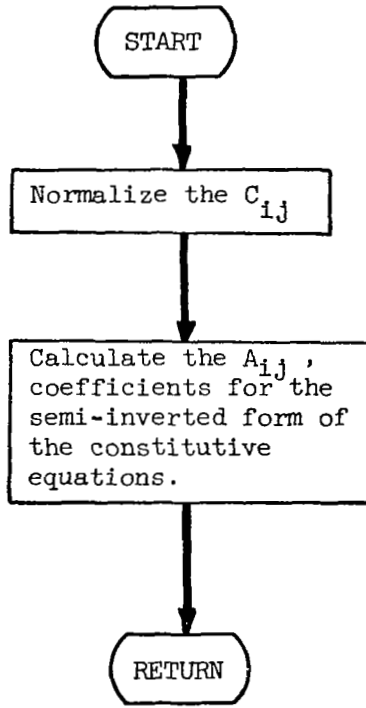 START
Normalize the C_ij
Calculate the A_ij ,
coefficients for the
semi-inverted form of
the constitutive
equations.
RETURN